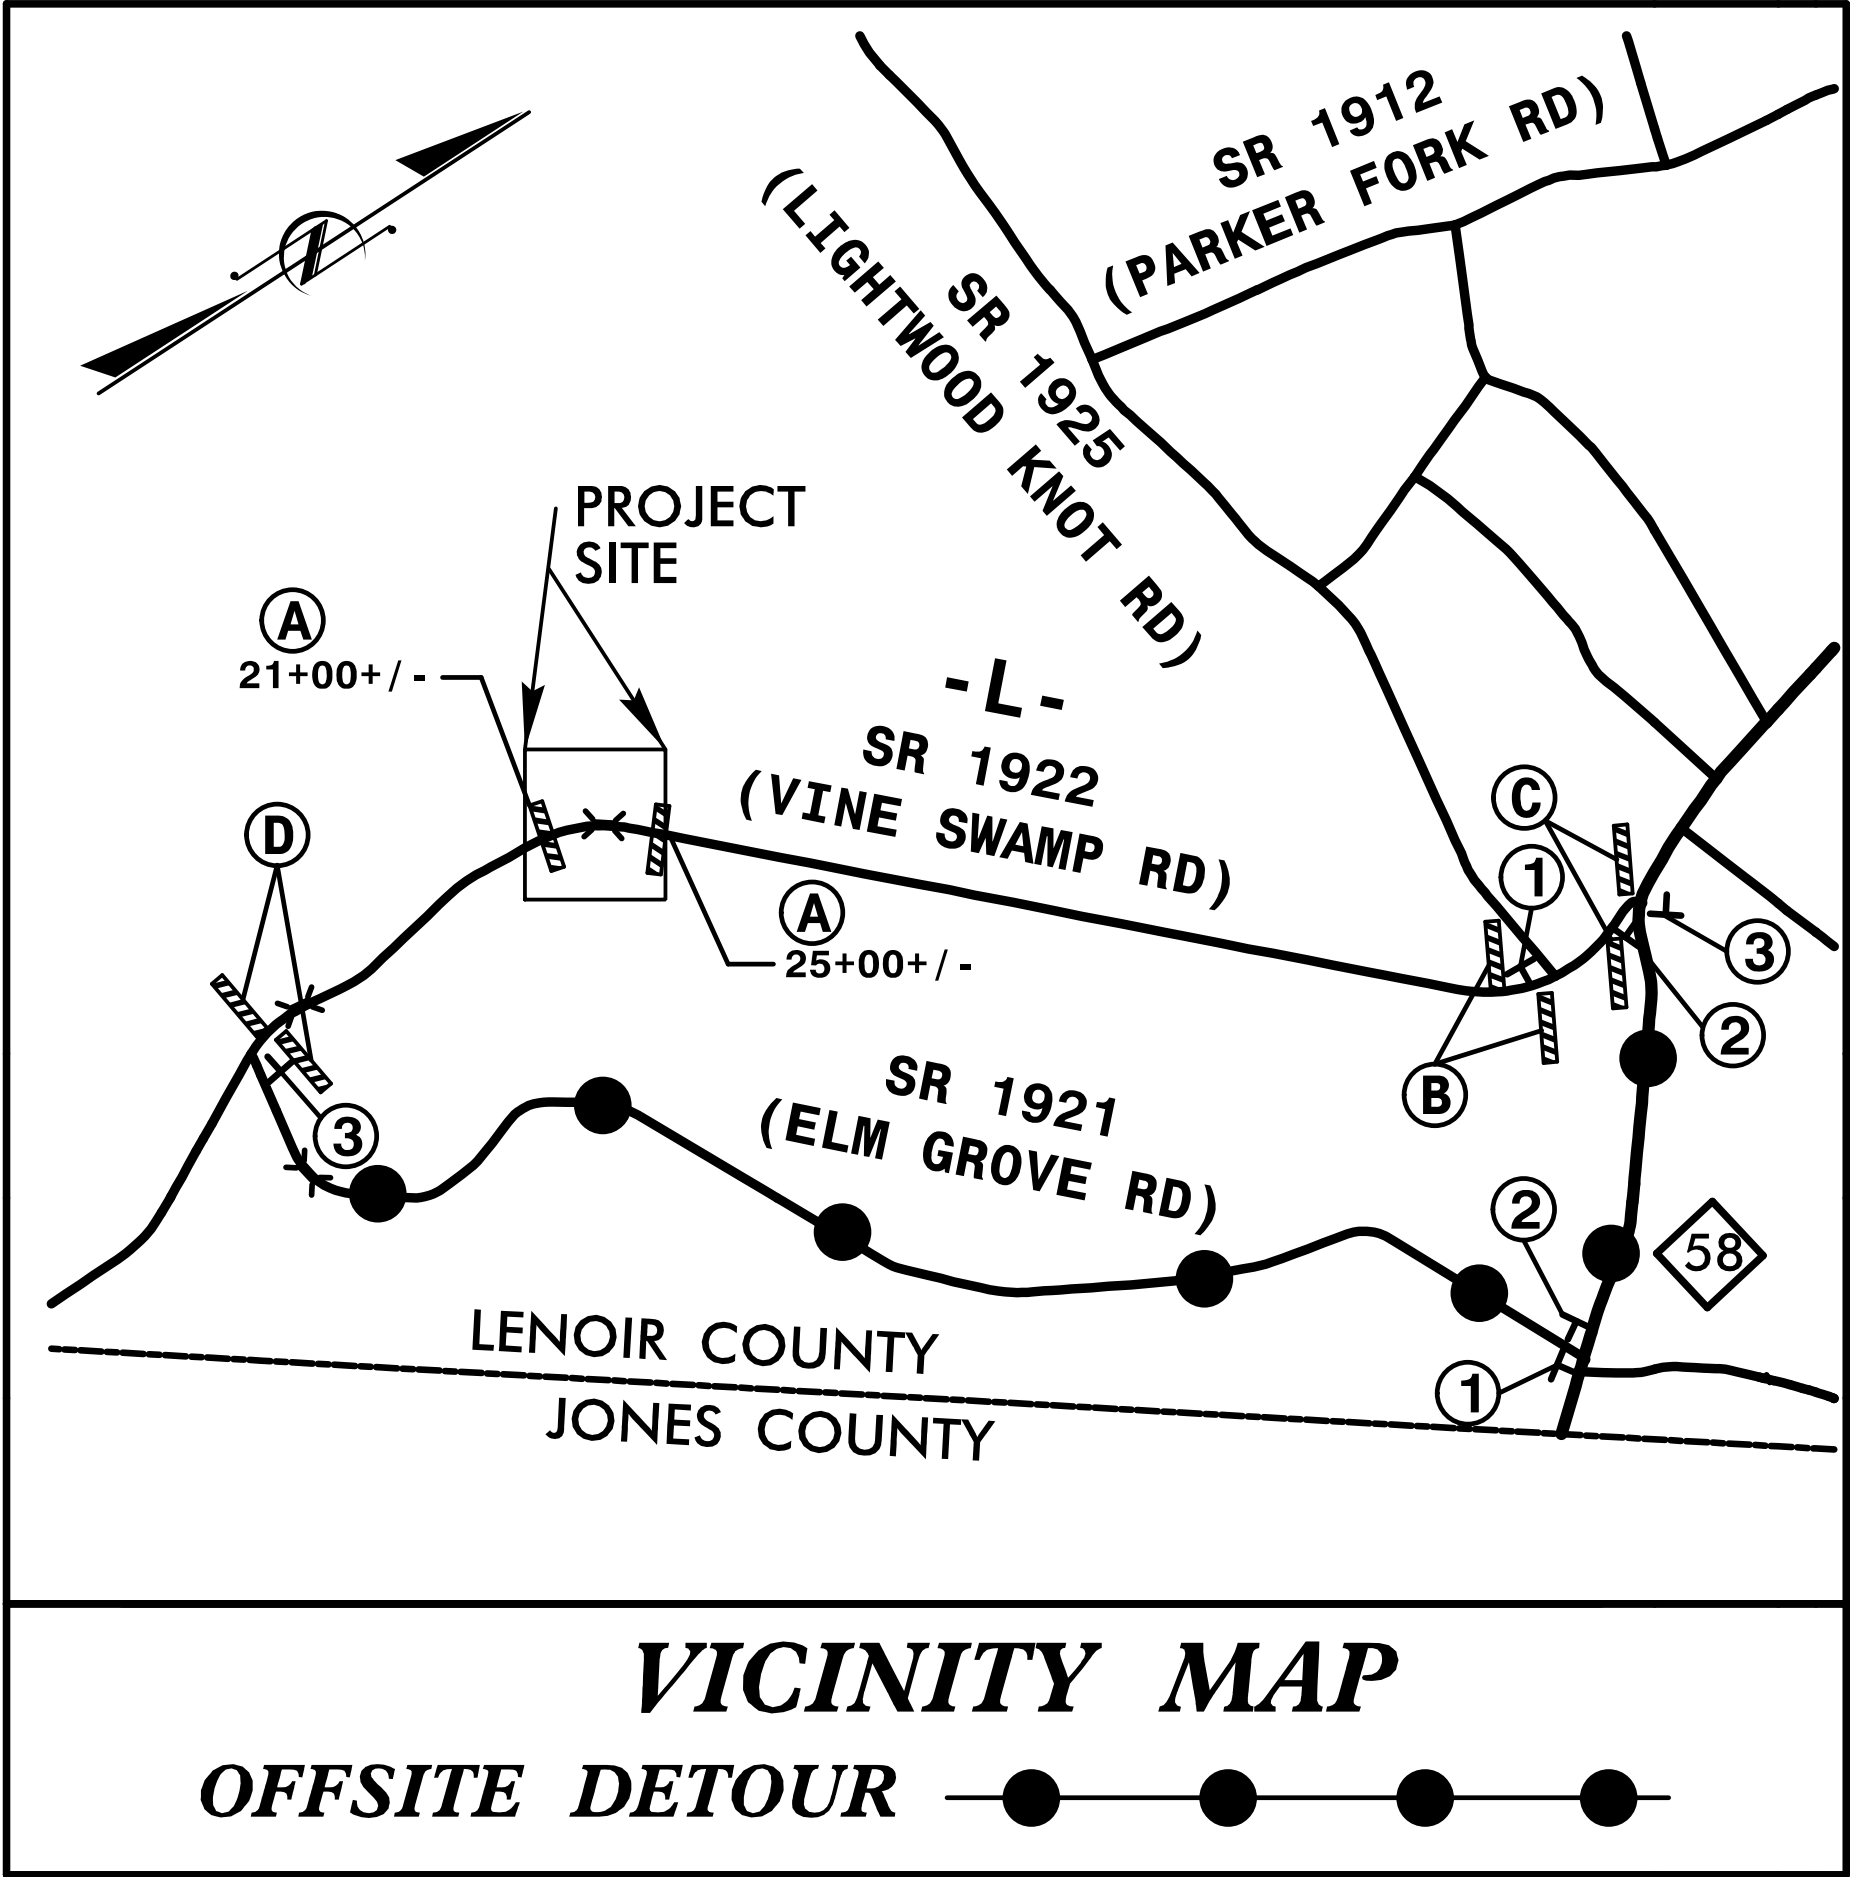 SR 1912
(PARKER FORK RD)
SR 1925
(LIGHTWOOD KNOT RD)
N
PROJECT
SITE
A
21+00+/-
-L-
SR 1922
(VINE SWAMP RD)
A
25+00+/-
D
C
1
3
2
B
SR 1921
(ELM GROVE RD)
3
2
58
1
LENOIR COUNTY
JONES COUNTY
VICINITY MAP
OFFSITE DETOUR